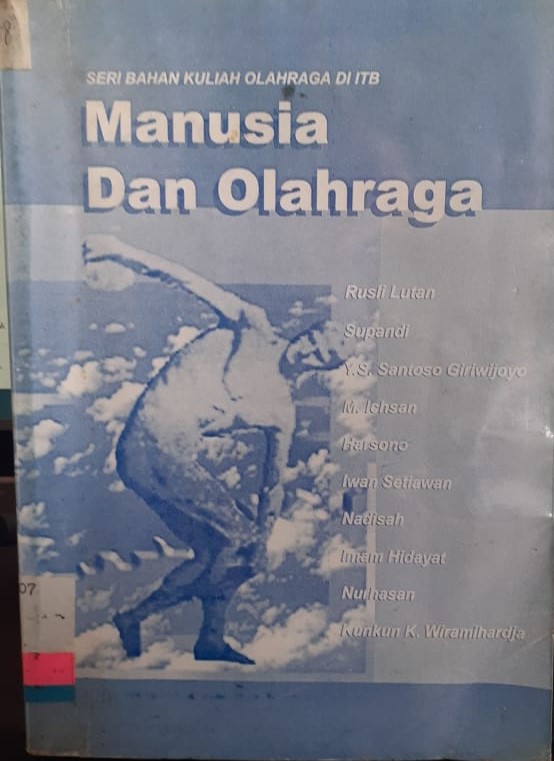 SERI BAHAN KULIAH OLAHRAGA DI ITB
Manusia
Dan Olahraga
Rusli Lutan
Supandi
Y.S. Santoso Giriwijoyo
M. Ichsan
Harsono
Iwan Setiawan
Nadisah
Imam Hidayat
Nurhasan
Kunkun K. Wiramihardja
07